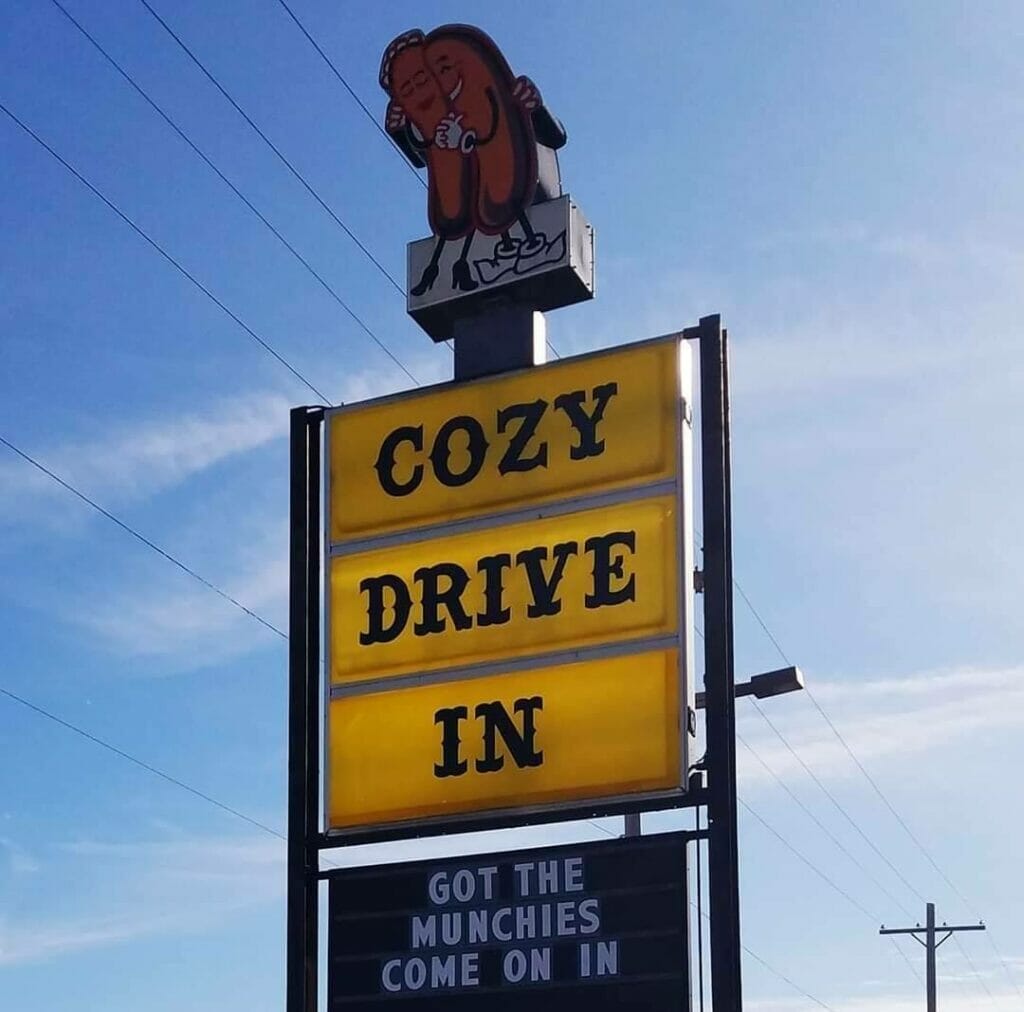 COZY
DRIVE
IN
GOT THE
MUNCHIES
COME ON IN